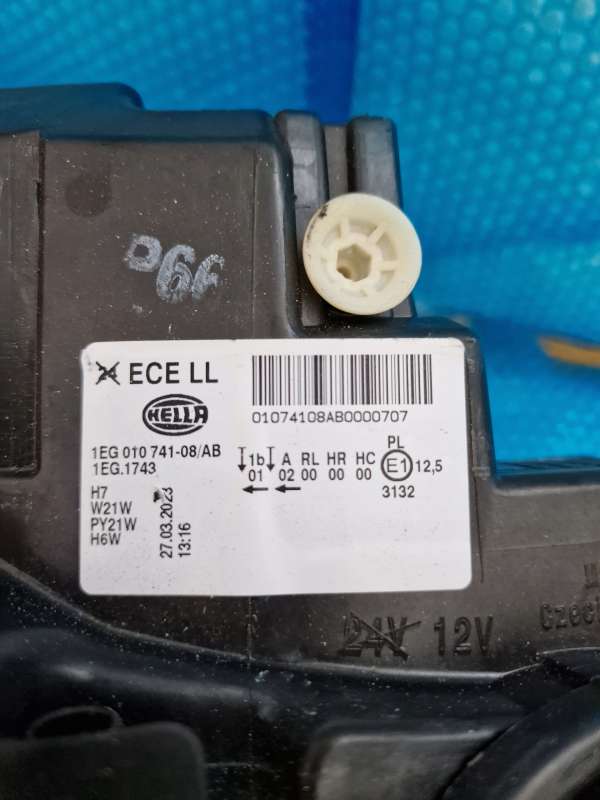 ECE LL
HELLA
01074108AB0000707
1EG 010 741-08/AB
1EG.1743
1b A RL HR HC PL
01 02 00 00 00 E1 12,5
3132
H7
W21W
PY21W
H6W
27.03.2023
13:16
24V 12V